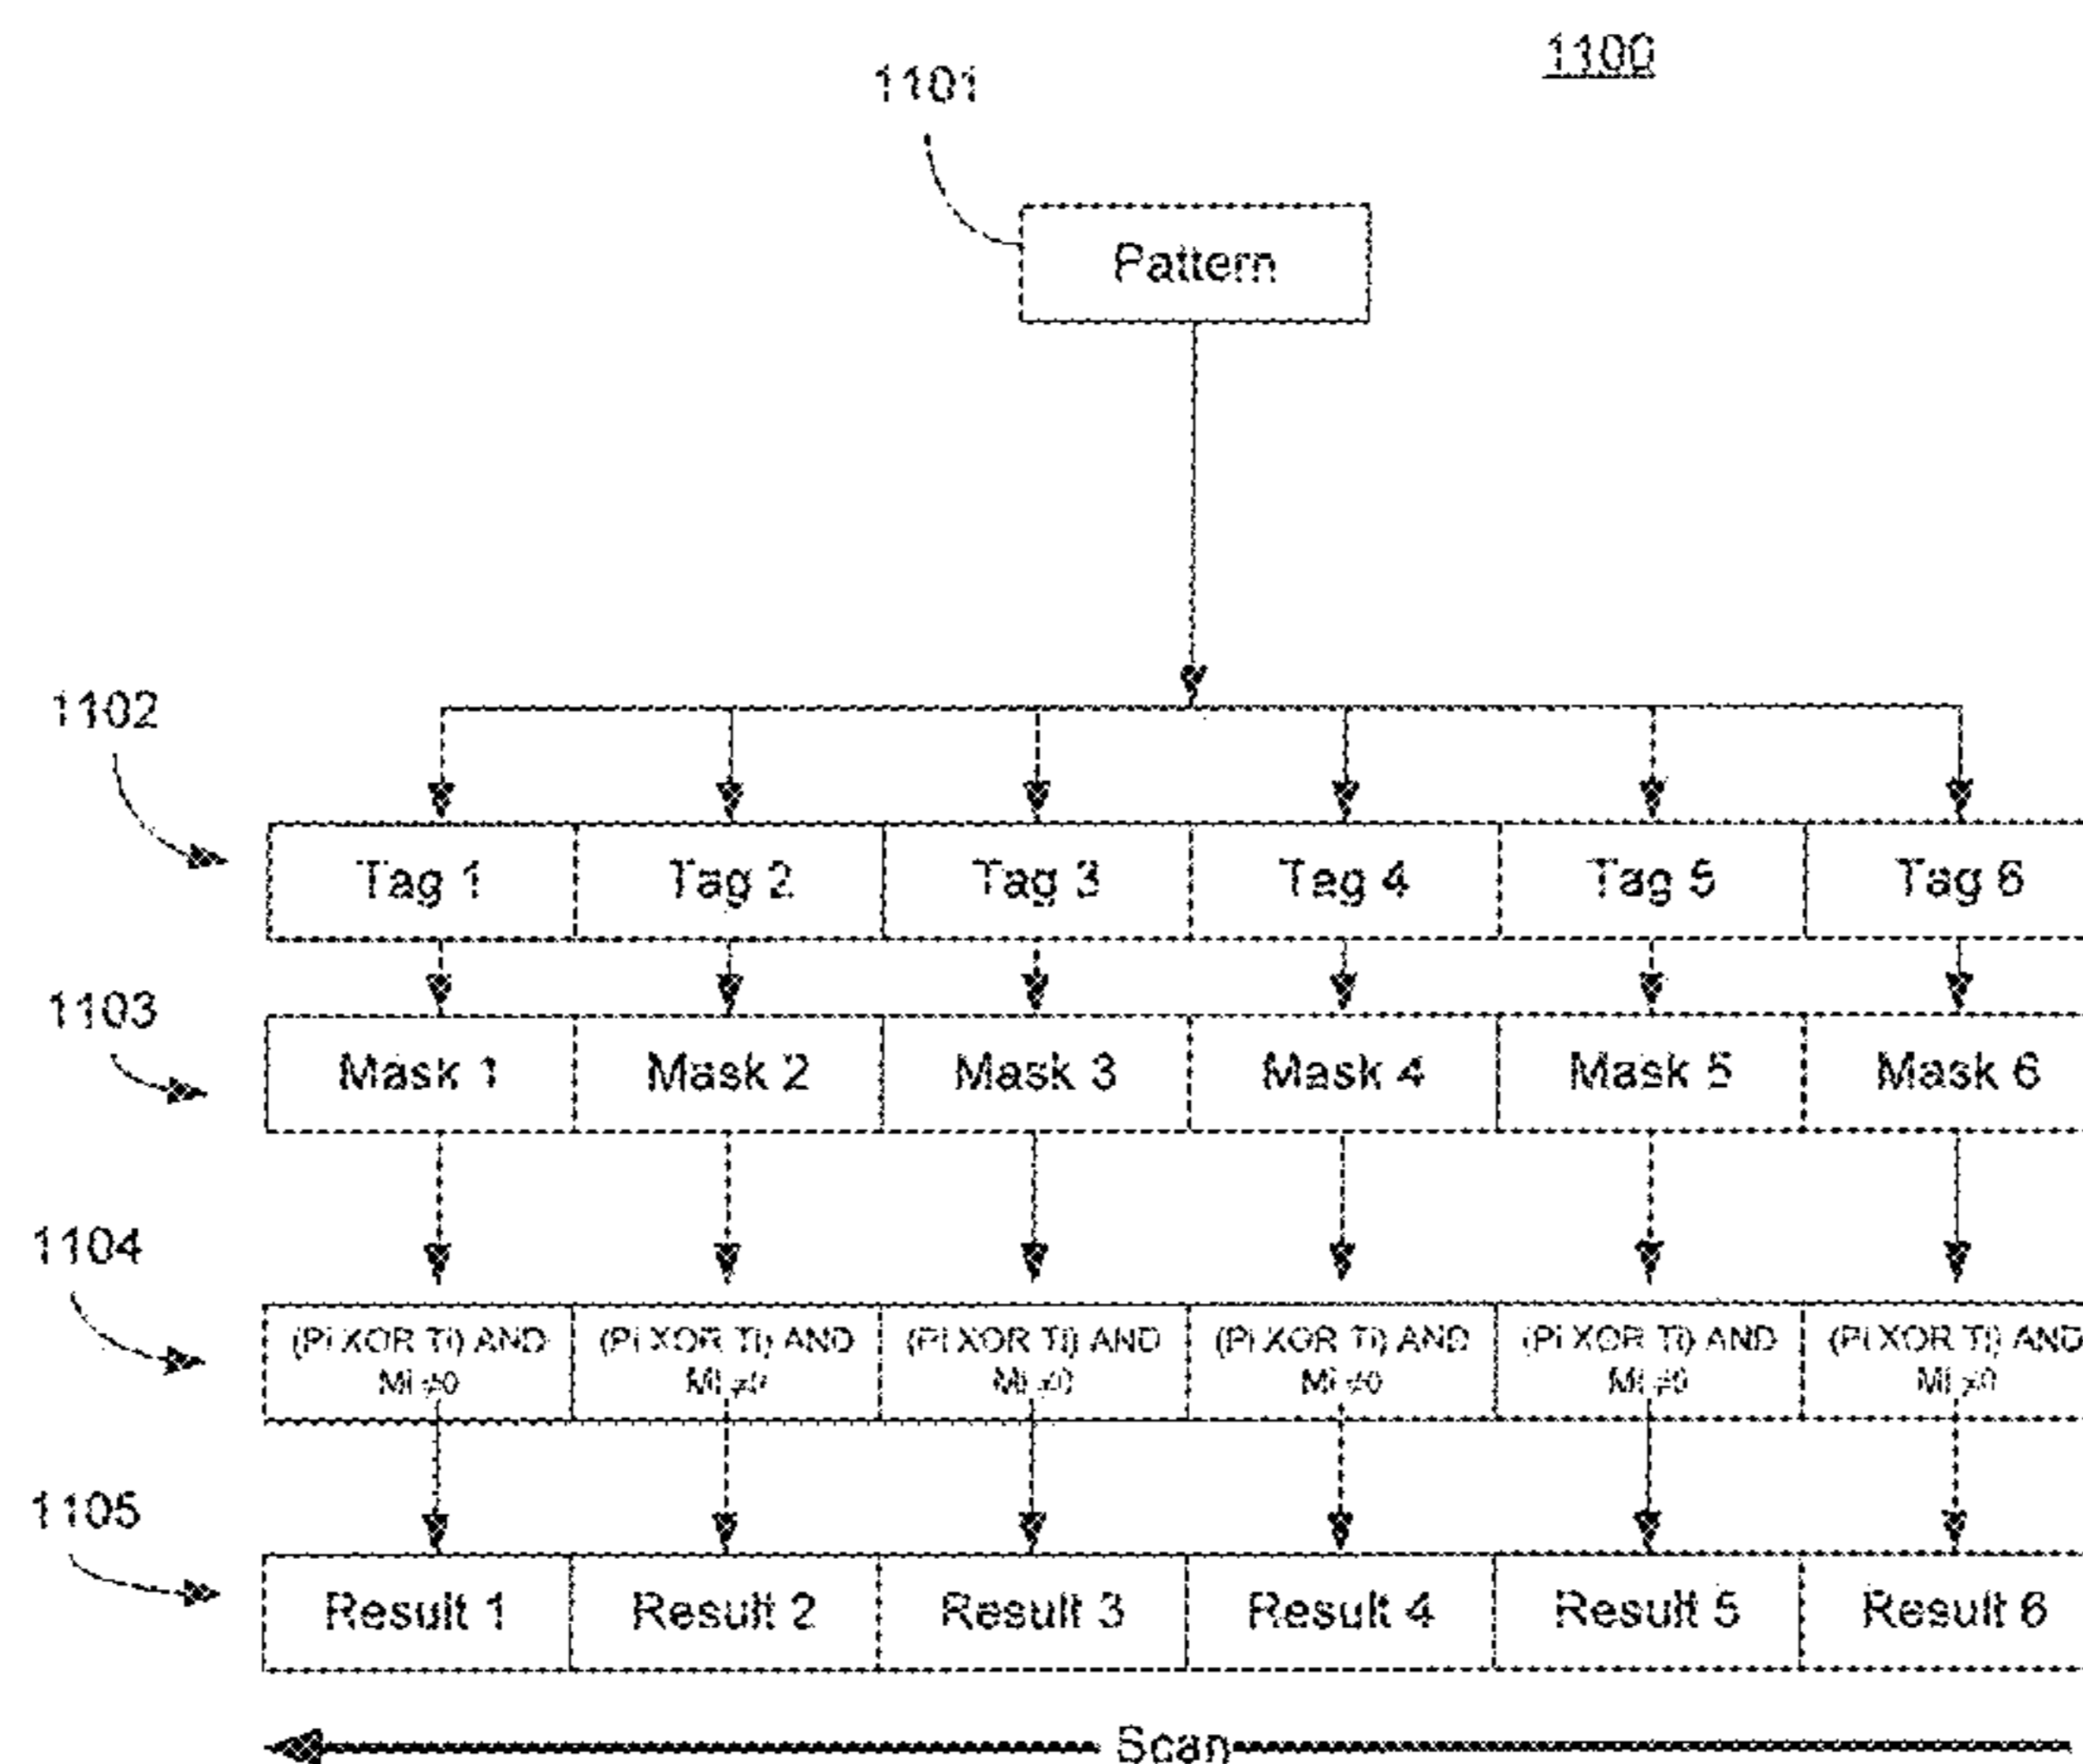 1100
1101
Pattern
1102
Tag 1 Tag 2 Tag 3 Tag 4 Tag 5 Tag 6
1103
Mask 1 Mask 2 Mask 3 Mask 4 Mask 5 Mask 6
1104
(Pi XOR Ti) AND (Pi XOR Ti) AND (Pi XOR Ti) AND (Pi XOR Ti) AND (Pi XOR Ti) AND (Pi XOR Ti) AND
Mi ≠0 Mi ≠0 Mi ≠0 Mi ≠0 Mi ≠0 Mi ≠0
1105
Result 1 Result 2 Result 3 Result 4 Result 5 Result 6
Scan